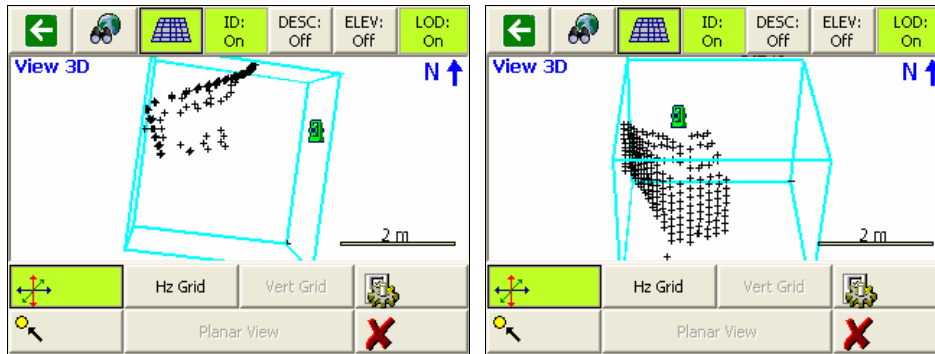 ID: On DESC: Off ELEV: Off LOD: On
View 3D
N
2 m
Hz Grid Vert Grid
Planar View
ID: On DESC: Off ELEV: Off LOD: On
View 3D
N
2 m
Hz Grid Vert Grid
Planar View